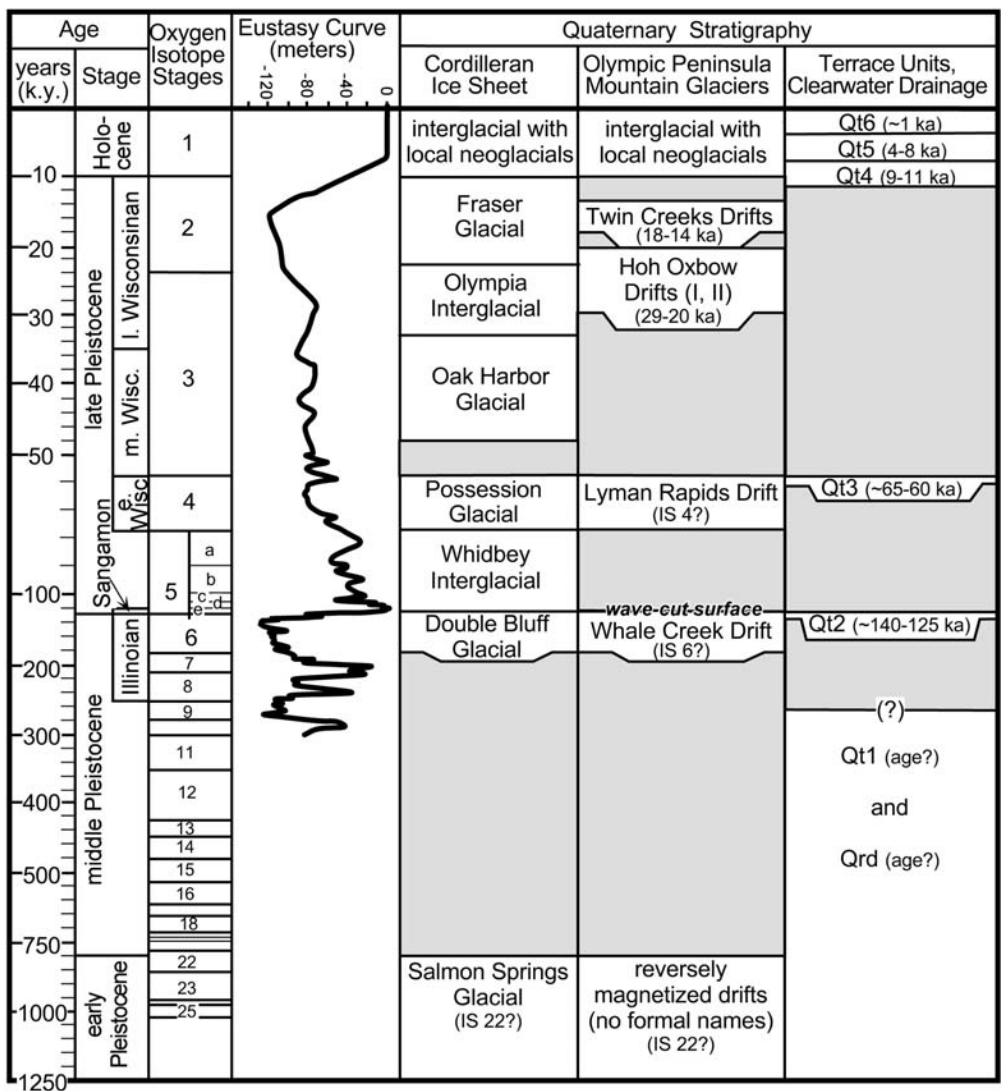 Age
Oxygen
Isotope
Stages
Eustasy Curve
(meters)
Quaternary Stratigraphy
years
(k.y.)
Stage
-120
-80
-40
0
Cordilleran
Ice Sheet
Olympic Peninsula
Mountain Glaciers
Terrace Units,
Clearwater Drainage
Holo-
cene
1
interglacial with
local neoglacials
interglacial with
local neoglacials
Qt6 (~1 ka)
Qt5 (4-8 ka)
Qt4 (9-11 ka)
10
late Pleistocene
l. Wisconsinan
2
Fraser
Glacial
Twin Creeks Drifts
(18-14 ka)
20
Olympia
Interglacial
Hoh Oxbow
Drifts (I, II)
(29-20 ka)
30
m. Wisc.
3
Oak Harbor
Glacial
40
50
e.
Wisc.
4
Possession
Glacial
Lyman Rapids Drift
(IS 4?)
Qt3 (~65-60 ka)
Sangamon
5
a
b
c
d
e
Whidbey
Interglacial
100
wave-cut-surface
middle Pleistocene
Illinoian
6
Double Bluff
Glacial
Whale Creek Drift
(IS 6?)
Qt2 (~140-125 ka)
200
7
8
9
(?)
300
11
Qt1 (age?)
12
400
and
13
14
15
Qrd (age?)
500
16
18
750
early
Pleistocene
22
23
25
Salmon Springs
Glacial
(IS 22?)
reversely
magnetized drifts
(no formal names)
(IS 22?)
1000
1250